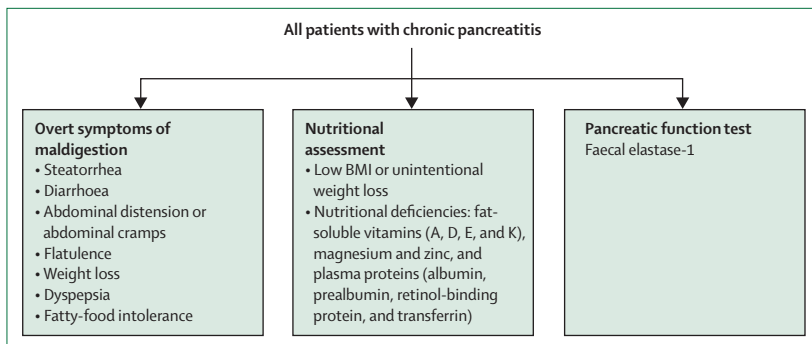 All patients with chronic pancreatitis
Overt symptoms of
maldigestion
• Steatorrhea
• Diarrhoea
• Abdominal distension or
abdominal cramps
• Flatulence
• Weight loss
• Dyspepsia
• Fatty-food intolerance
Nutritional
assessment
• Low BMI or unintentional
weight loss
• Nutritional deficiencies: fat-
soluble vitamins (A, D, E, and K),
magnesium and zinc, and
plasma proteins (albumin,
prealbumin, retinol-binding
protein, and transferrin)
Pancreatic function test
Faecal elastase-1